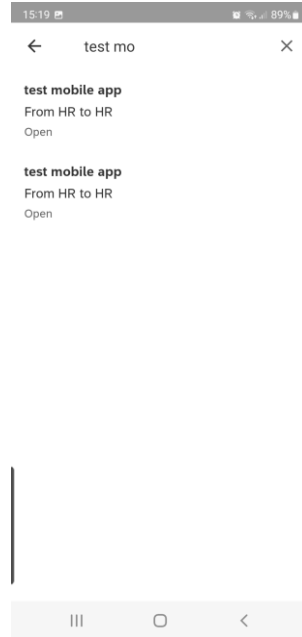 15:19 89%
test mo
test mobile app
From HR to HR
Open
test mobile app
From HR to HR
Open